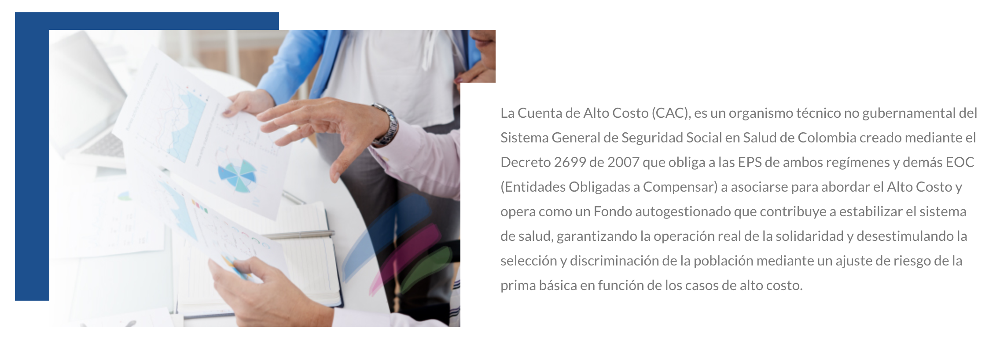 La Cuenta de Alto Costo (CAC), es un organismo técnico no gubernamental del
Sistema General de Seguridad Social en Salud de Colombia creado mediante el
Decreto 2699 de 2007 que obliga a las EPS de ambos regímenes y demás EOC
(Entidades Obligadas a Compensar) a asociarse para abordar el Alto Costo y
opera como un Fondo autogestionado que contribuye a estabilizar el sistema
de salud, garantizando la operación real de la solidaridad y desestimulando la
selección y discriminación de la población mediante un ajuste de riesgo de la
prima básica en función de los casos de alto costo.